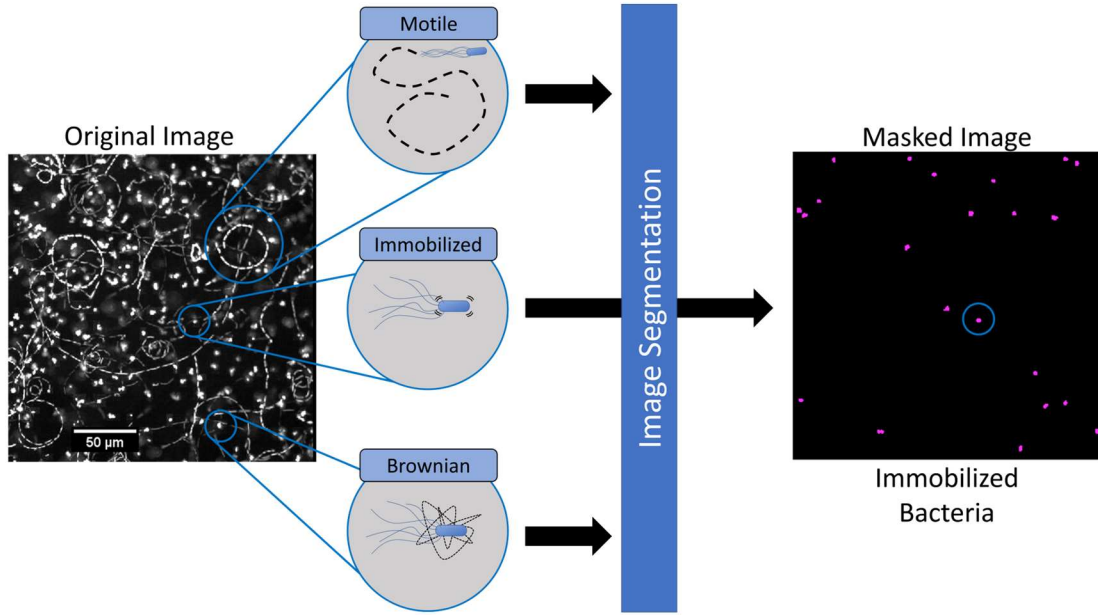 Motile
Original Image
50 µm
Immobilized
Brownian
Image Segmentation
Masked Image
Immobilized
Bacteria